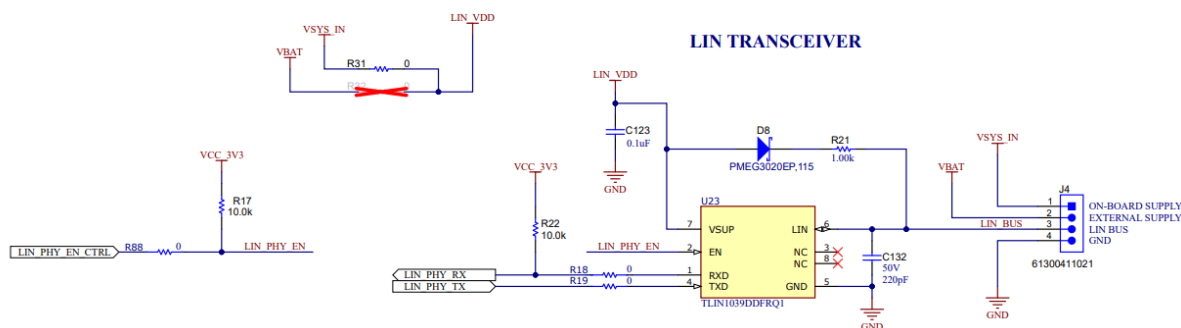 LIN TRANSCEIVER
VSYS_IN
LIN_VDD
VBAT
R31 0
R32 0
LIN_VDD
C123
0.1uF
GND
D8
PMEG3020EP,115
R21
1.00k
VSYS_IN
VBAT
J4
1 ON-BOARD SUPPLY
2 EXTERNAL SUPPLY
LIN_BUS 3 LIN BUS
4 GND
61300411021
GND
VCC_3V3
R17
10.0k
LIN_PHY_EN_CTRL R88 0 LIN_PHY_EN
VCC_3V3
R22
10.0k
LIN_PHY_EN
LIN_PHY_RX R18 0
LIN_PHY_TX R19 0
U23
7 VSUP LIN 6
2 EN NC 3
NC 8
1 RXD
4 TXD GND 5
TLIN1039DDFRQ1
C132
50V
220pF
GND